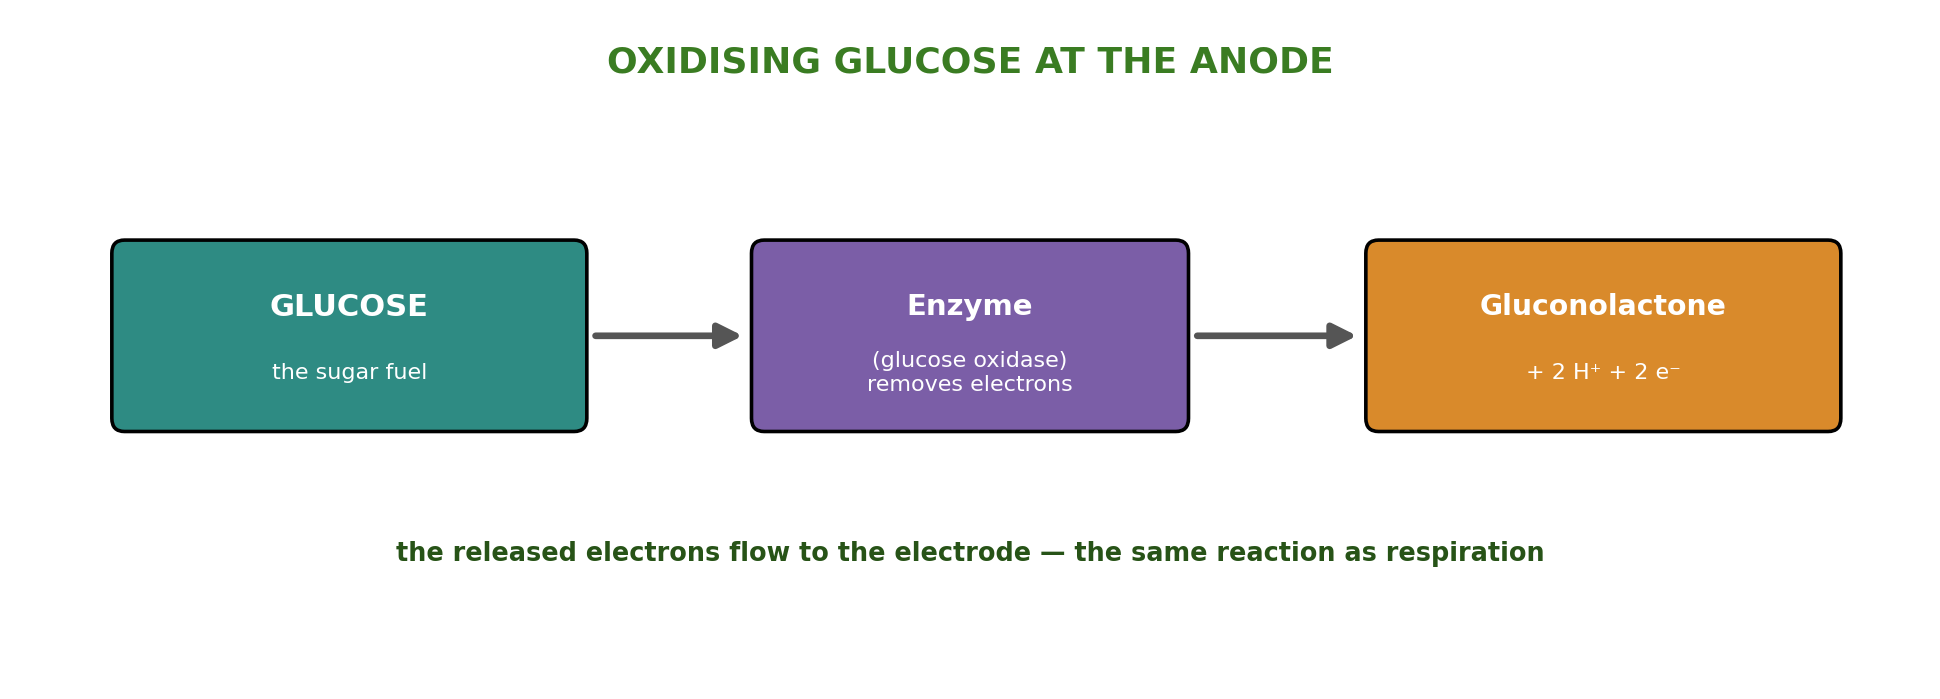 OXIDISING GLUCOSE AT THE ANODE
GLUCOSE
the sugar fuel
Enzyme
(glucose oxidase)
removes electrons
Gluconolactone
+ 2 H⁺ + 2 e⁻
the released electrons flow to the electrode — the same reaction as respiration